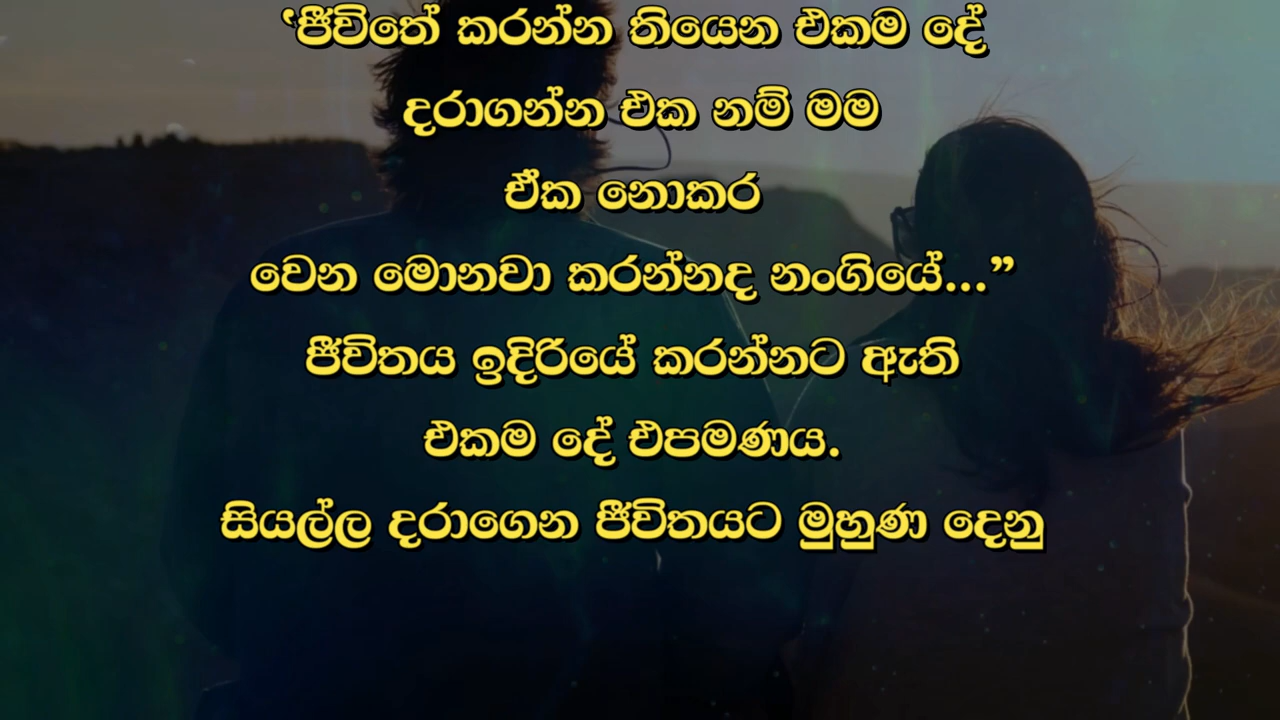 ‛ජීවිතේ කරන්න තියෙන එකම දේ
දරාගන්න එක නම් මම
ඒක නොකර
වෙන මොනවා කරන්නද නංගියේ...”
ජීවිතය ඉදිරියේ කරන්නට ඇති
එකම දේ එපමණය.
සියල්ල දරාගෙන ජීවිතයට මුහුණ දෙනු